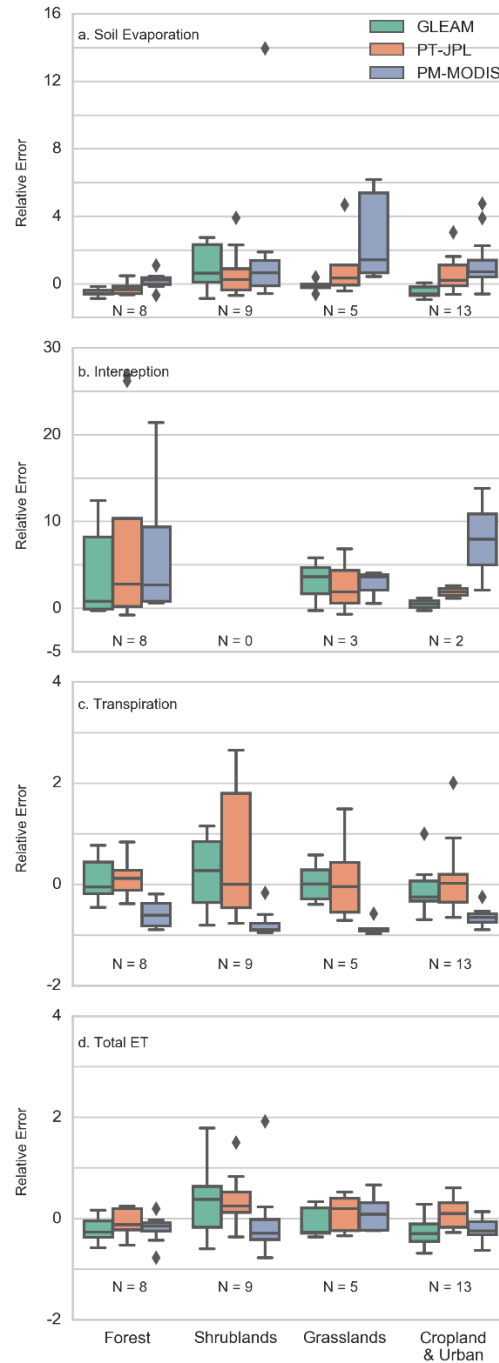 a. Soil Evaporation
GLEAM
PT-JPL
PM-MODIS
16
12
8
4
0
Relative Error
N = 8
N = 9
N = 5
N = 13
b. Interception
30
20
10
0
-5
Relative Error
N = 8
N = 0
N = 3
N = 2
c. Transpiration
4
2
0
-2
Relative Error
N = 8
N = 9
N = 5
N = 13
d. Total ET
4
2
0
-2
Relative Error
N = 8
N = 9
N = 5
N = 13
Forest
Shrublands
Grasslands
Cropland
& Urban